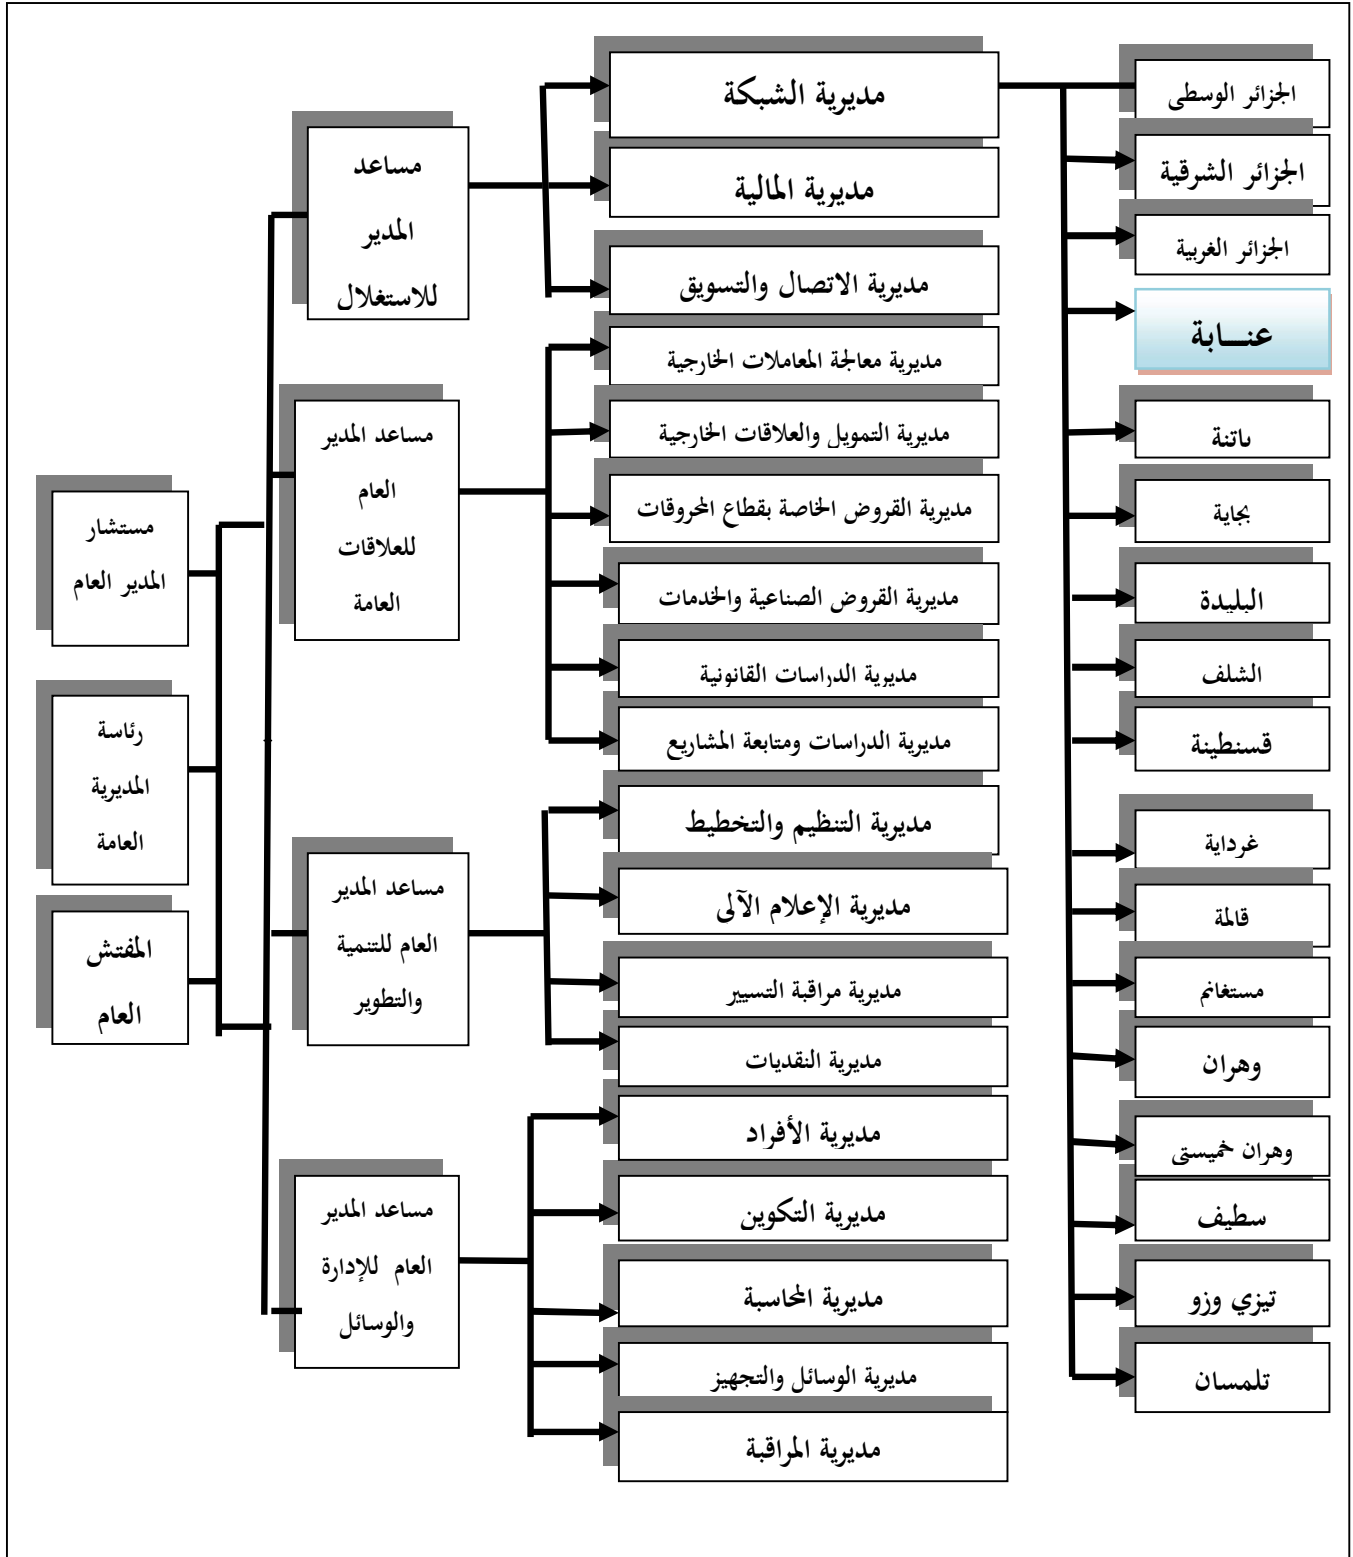 مستشار
المدير العام
رئاسة
المديرية
العامة
المفتش
العام
مساعد
المدير
للاستغلال
مساعد المدير
العام
للعلاقات
العامة
مساعد المدير
العام للتنمية
والتطوير
مساعد المدير
العام للإدارة
والوسائل
مديرية الشبكة
مديرية المالية
مديرية الاتصال والتسويق
مديرية معالجة المعاملات الخارجية
مديرية التمويل والعلاقات الخارجية
مديرية القروض الخاصة بقطاع المحروقات
مديرية القروض الصناعية والخدمات
مديرية الدراسات القانونية
مديرية الدراسات ومتابعة المشاريع
مديرية التنظيم والتخطيط
مديرية الإعلام الآلي
مديرية مراقبة التسيير
مديرية النقديات
مديرية الأفراد
مديرية التكوين
مديرية المحاسبة
مديرية الوسائل والتجهيز
مديرية المراقبة
الجزائر الوسطى
الجزائر الشرقية
الجزائر الغربية
عنــابة
باتنة
بجاية
البليدة
الشلف
قسنطينة
غرداية
قالمة
مستغانم
وهران
وهران خميستي
سطيف
تيزي وزو
تلمسان